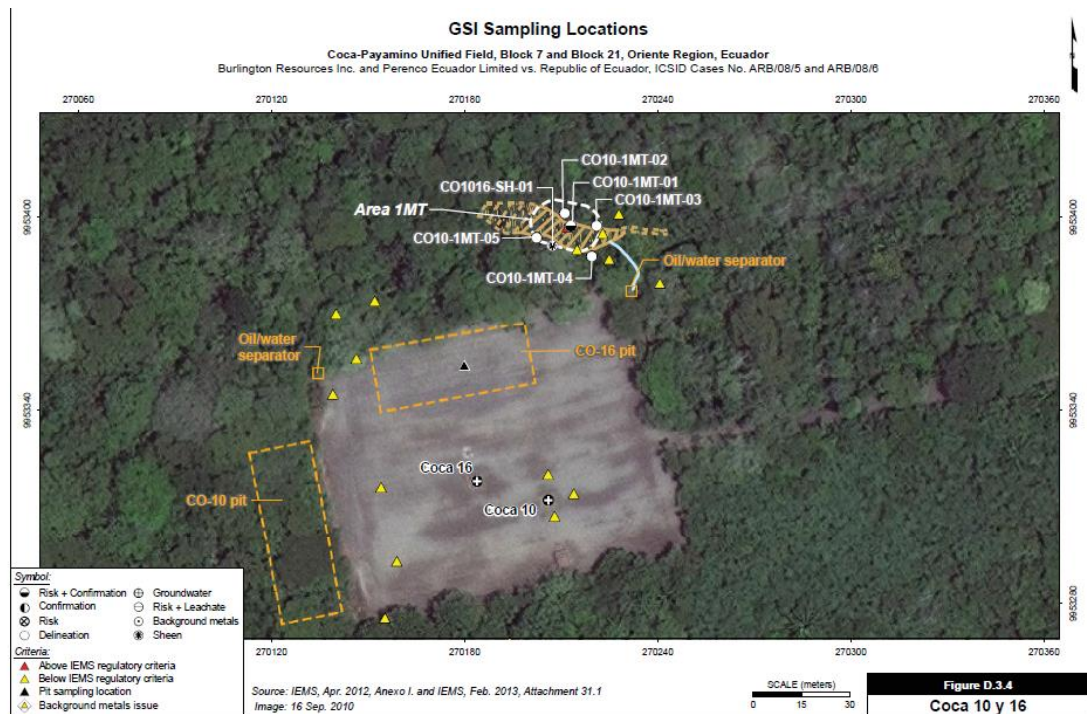 GSI Sampling Locations
Coca-Payamino Unified Field, Block 7 and Block 21, Oriente Region, Ecuador
Burlington Resources Inc. and Perenco Ecuador Limited vs. Republic of Ecuador, ICSID Cases No. ARB/08/5 and ARB/08/6
270060 270120 270180 270240 270300 270360
CO10-1MT-02
CO1016-SH-01 CO10-1MT-01
Area 1MT CO10-1MT-03
9953400 9953400
CO10-1MT-05
CO10-1MT-04 Oil/water separator
Oil/water
separator
CO-16 pit
9953340 9953340
Coca 16
CO-10 pit
Coca 10
9953280
Symbol:
Risk + Confirmation Groundwater
Confirmation Risk + Leachate
Risk Background metals
Delineation Sheen
Criteria:
Above IEMS regulatory criteria
Below IEMS regulatory criteria
Pit sampling location
Background metals issue
270120 270180 270240 270300 270360
Source: IEMS, Apr. 2012, Anexo I. and IEMS, Feb. 2013, Attachment 31.1
Image: 16 Sep. 2010
SCALE (meters)
0 15 30
Figure D.3.4
Coca 10 y 16